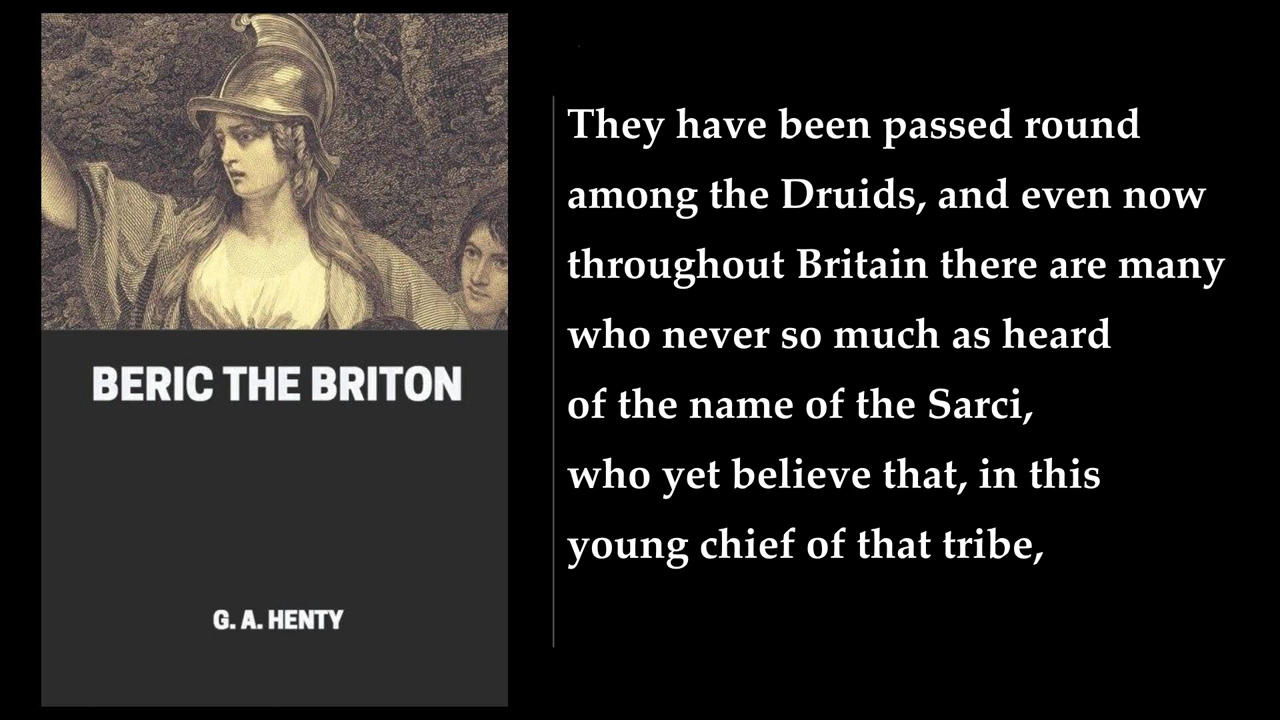 BERIC THE BRITON
G. A. HENTY
They have been passed round
among the Druids, and even now
throughout Britain there are many
who never so much as heard
of the name of the Sarci,
who yet believe that, in this
young chief of that tribe,